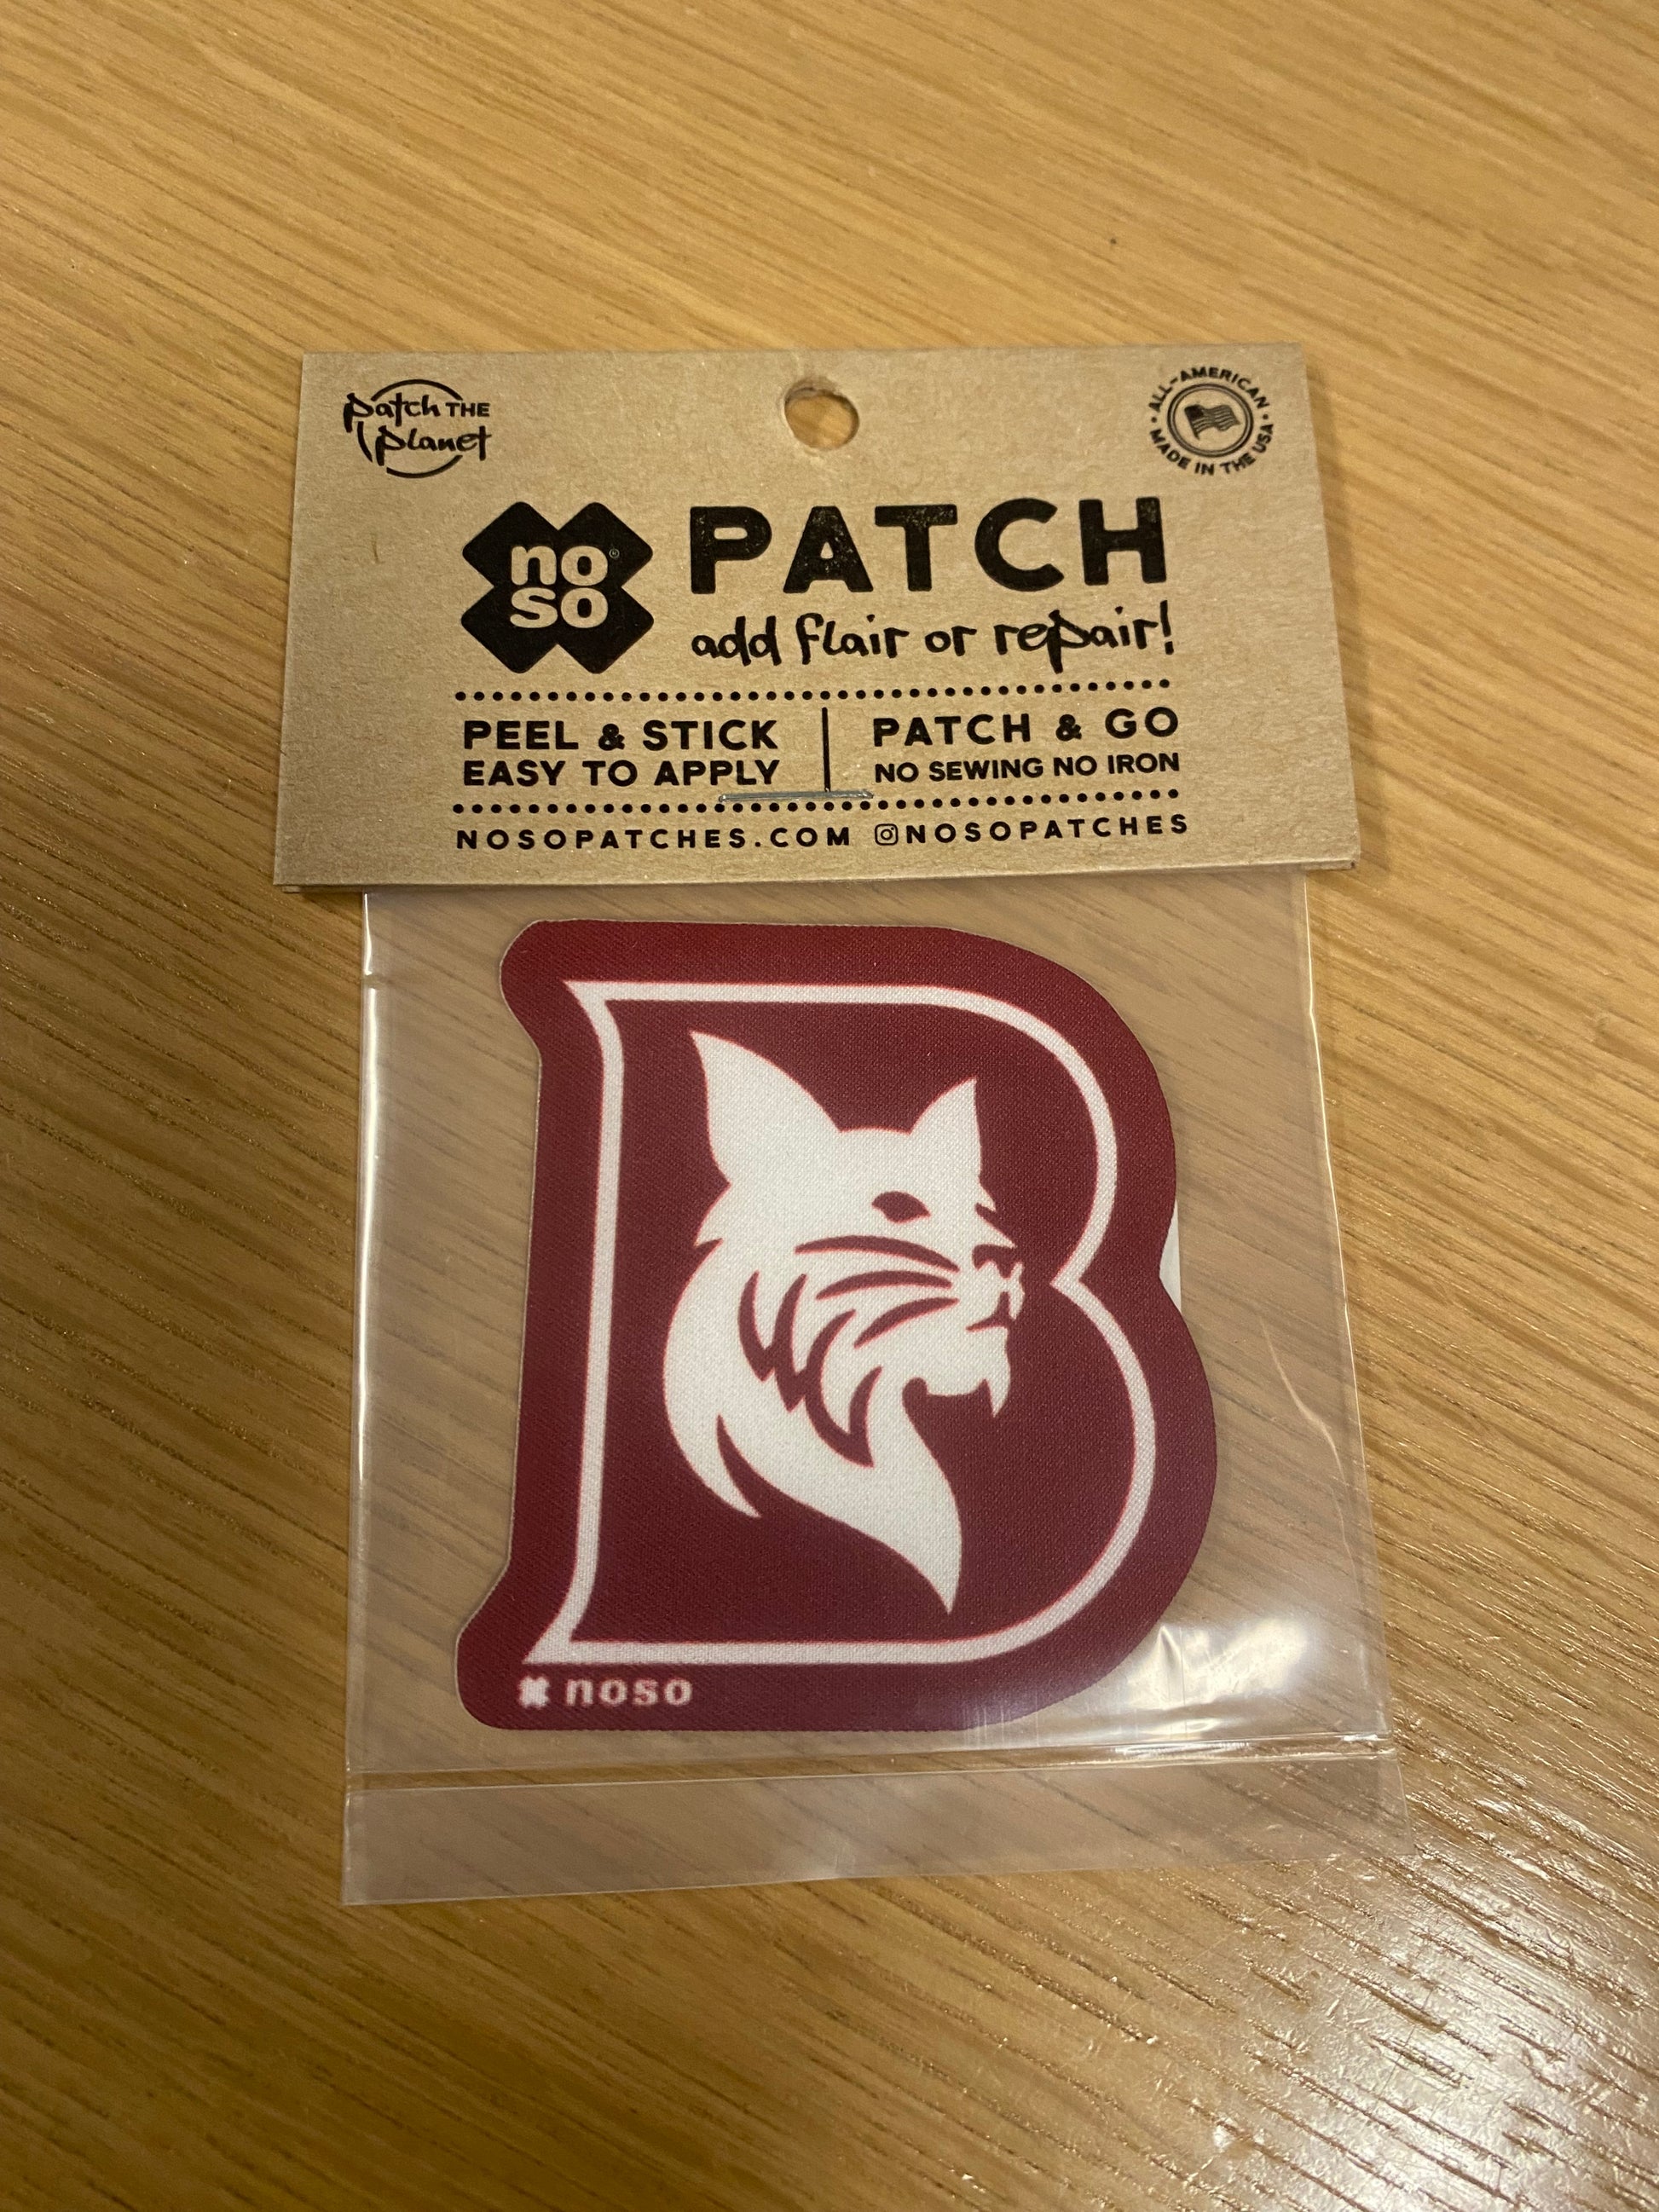 patch THE
planet
ALL-AMERICAN
MADE IN THE USA
no®
so
PATCH
add flair or repair!
PEEL & STICK
EASY TO APPLY
PATCH & GO
NO SEWING NO IRON
NOSOPATCHES.COM
NOSOPATCHES
B
noso